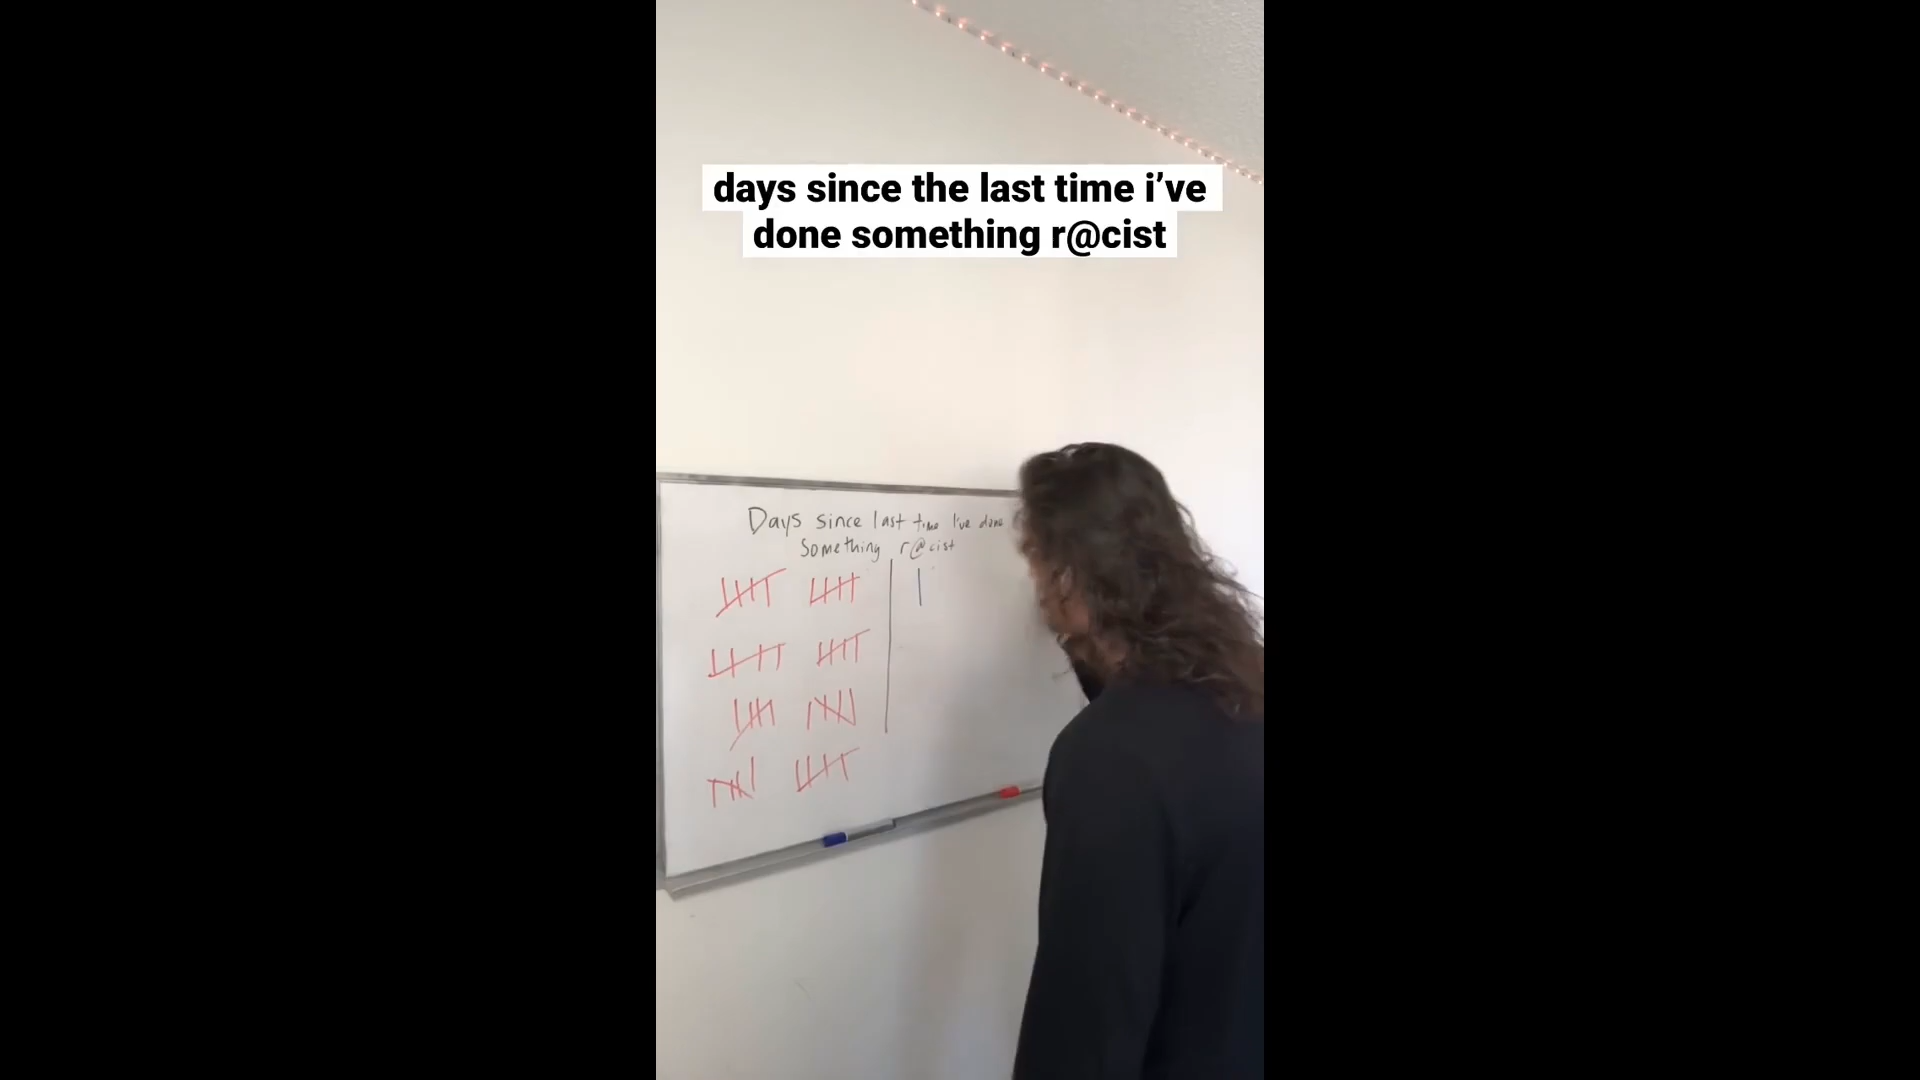 days since the last time i've
done something r@cist
Days since last time I've done
Something r@cist